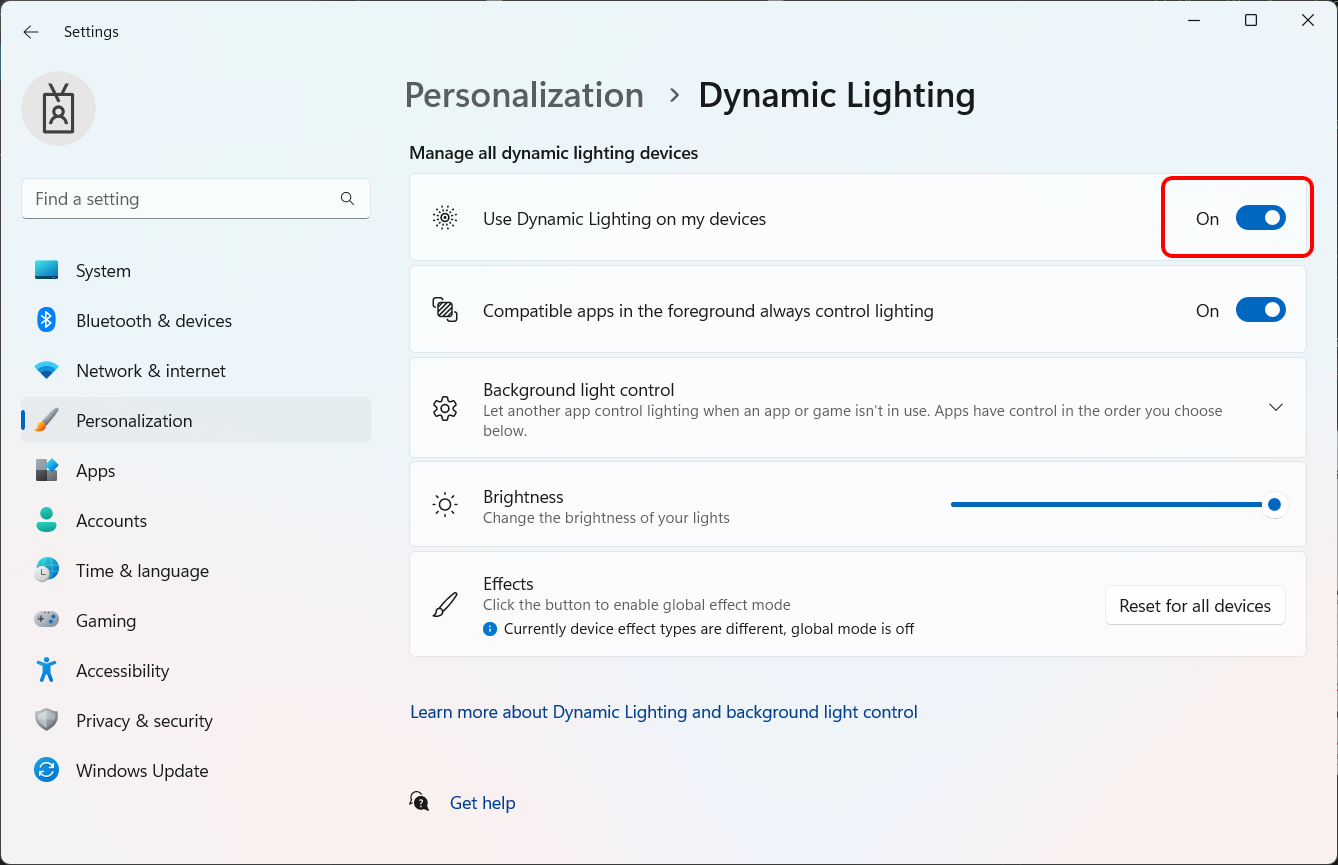 Settings
Find a setting
System
Bluetooth & devices
Network & internet
Personalization
Apps
Accounts
Time & language
Gaming
Accessibility
Privacy & security
Windows Update
Personalization > Dynamic Lighting
Manage all dynamic lighting devices
Use Dynamic Lighting on my devices On
Compatible apps in the foreground always control lighting On
Background light control
Let another app control lighting when an app or game isn't in use. Apps have control in the order you choose
below.
Brightness
Change the brightness of your lights
Effects
Click the button to enable global effect mode
Currently device effect types are different, global mode is off
Reset for all devices
Learn more about Dynamic Lighting and background light control
Get help